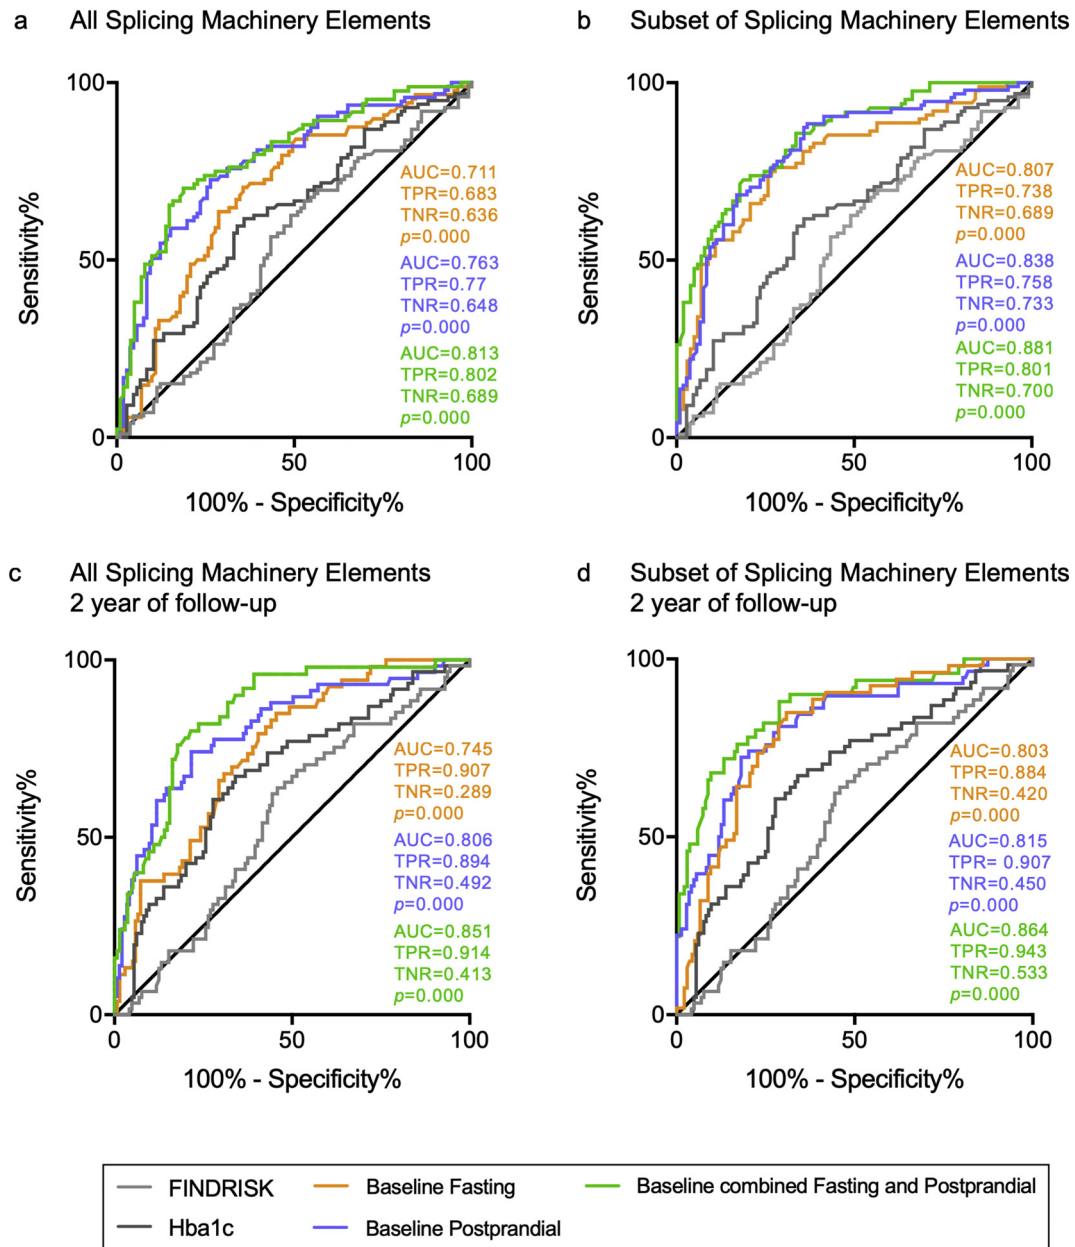 a All Splicing Machinery Elements
100
50
0
Sensitivity%
0 50 100
100% - Specificity%
AUC=0.711
TPR=0.683
TNR=0.636
p=0.000
AUC=0.763
TPR=0.77
TNR=0.648
p=0.000
AUC=0.813
TPR=0.802
TNR=0.689
p=0.000
b Subset of Splicing Machinery Elements
100
50
0
Sensitivity%
0 50 100
100% - Specificity%
AUC=0.807
TPR=0.738
TNR=0.689
p=0.000
AUC=0.838
TPR=0.758
TNR=0.733
p=0.000
AUC=0.881
TPR=0.801
TNR=0.700
p=0.000
c All Splicing Machinery Elements
2 year of follow-up
100
50
0
Sensitivity%
0 50 100
100% - Specificity%
AUC=0.745
TPR=0.907
TNR=0.289
p=0.000
AUC=0.806
TPR=0.894
TNR=0.492
p=0.000
AUC=0.851
TPR=0.914
TNR=0.413
p=0.000
d Subset of Splicing Machinery Elements
2 year of follow-up
100
50
0
Sensitivity%
0 50 100
100% - Specificity%
AUC=0.803
TPR=0.884
TNR=0.420
p=0.000
AUC=0.815
TPR= 0.907
TNR=0.450
p=0.000
AUC=0.864
TPR=0.943
TNR=0.533
p=0.000
FINDRISK Baseline Fasting Baseline combined Fasting and Postprandial
Hba1c Baseline Postprandial